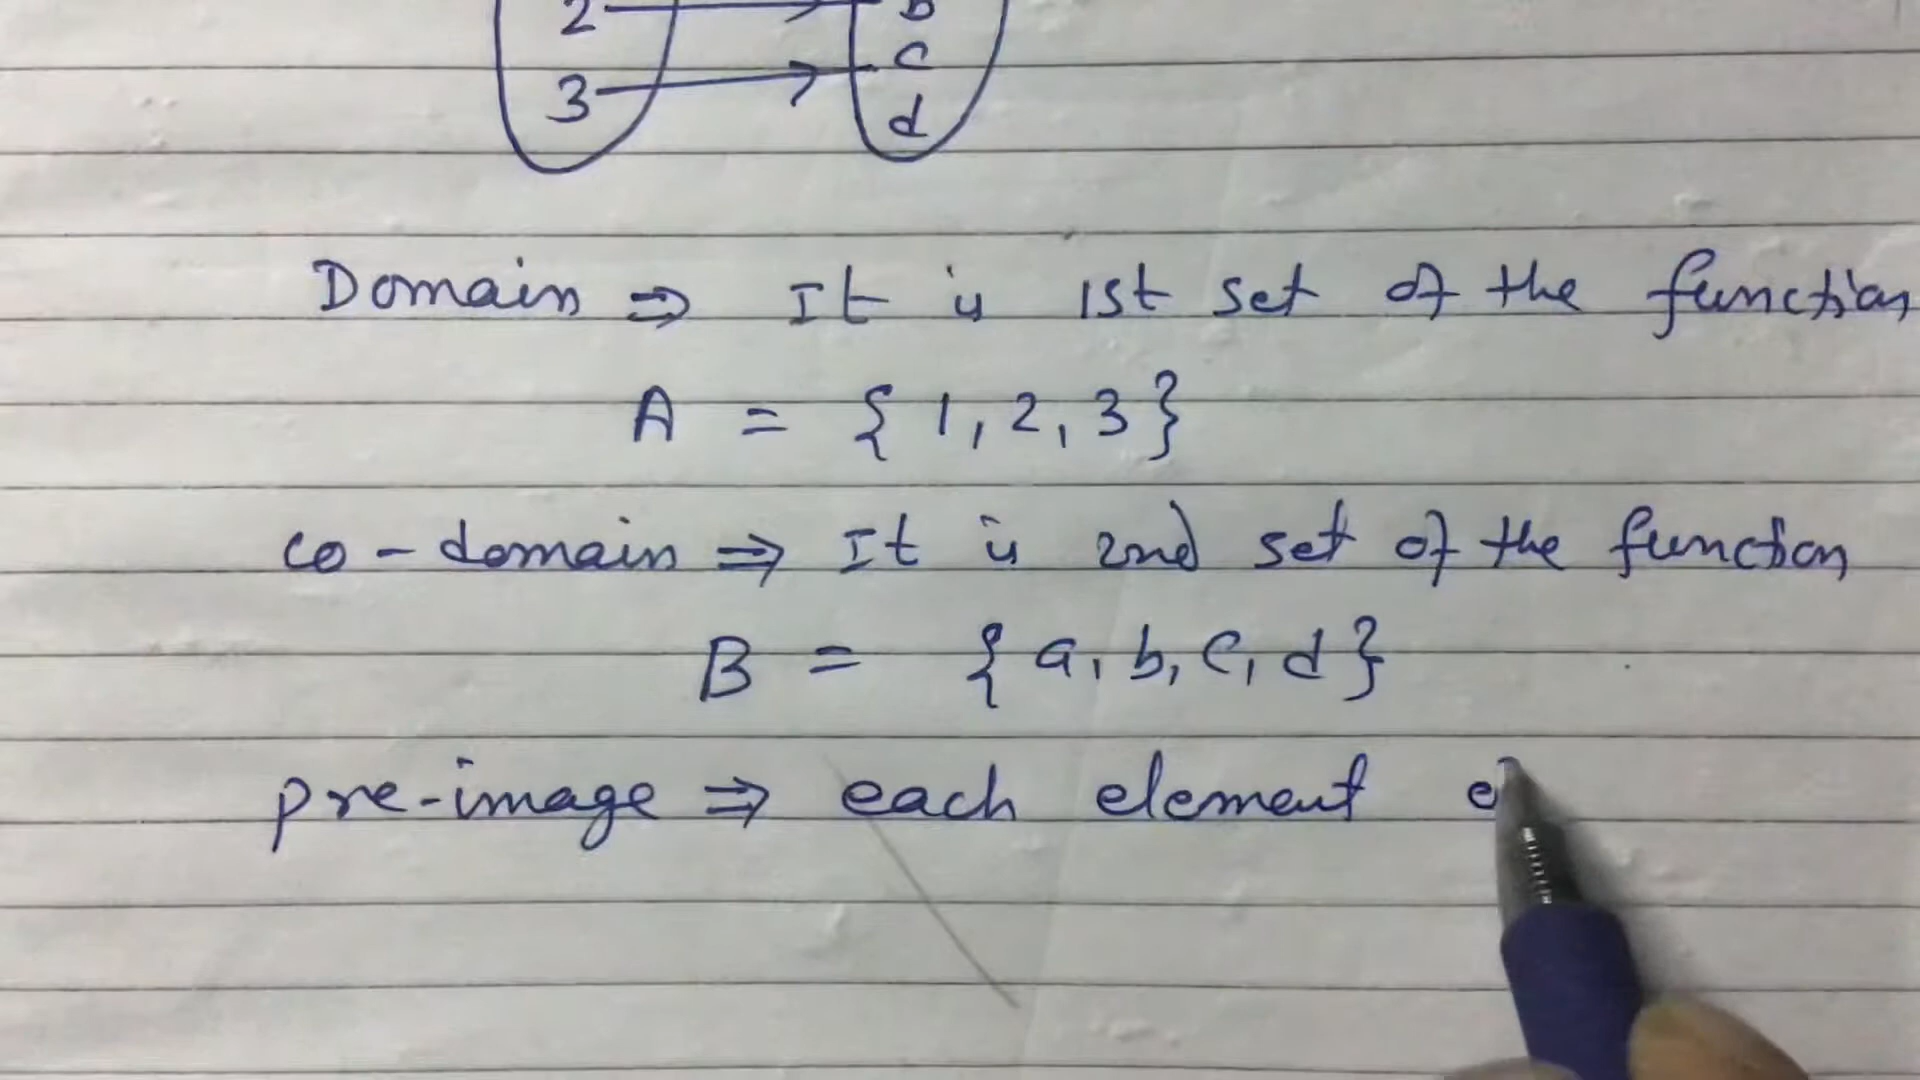 2 b
3 c
d
Domain ⇒ It is 1st set of the function
A = { 1, 2, 3 }
co-domain ⇒ It is 2nd set of the function
B = { a, b, c, d }
pre-image ⇒ each element